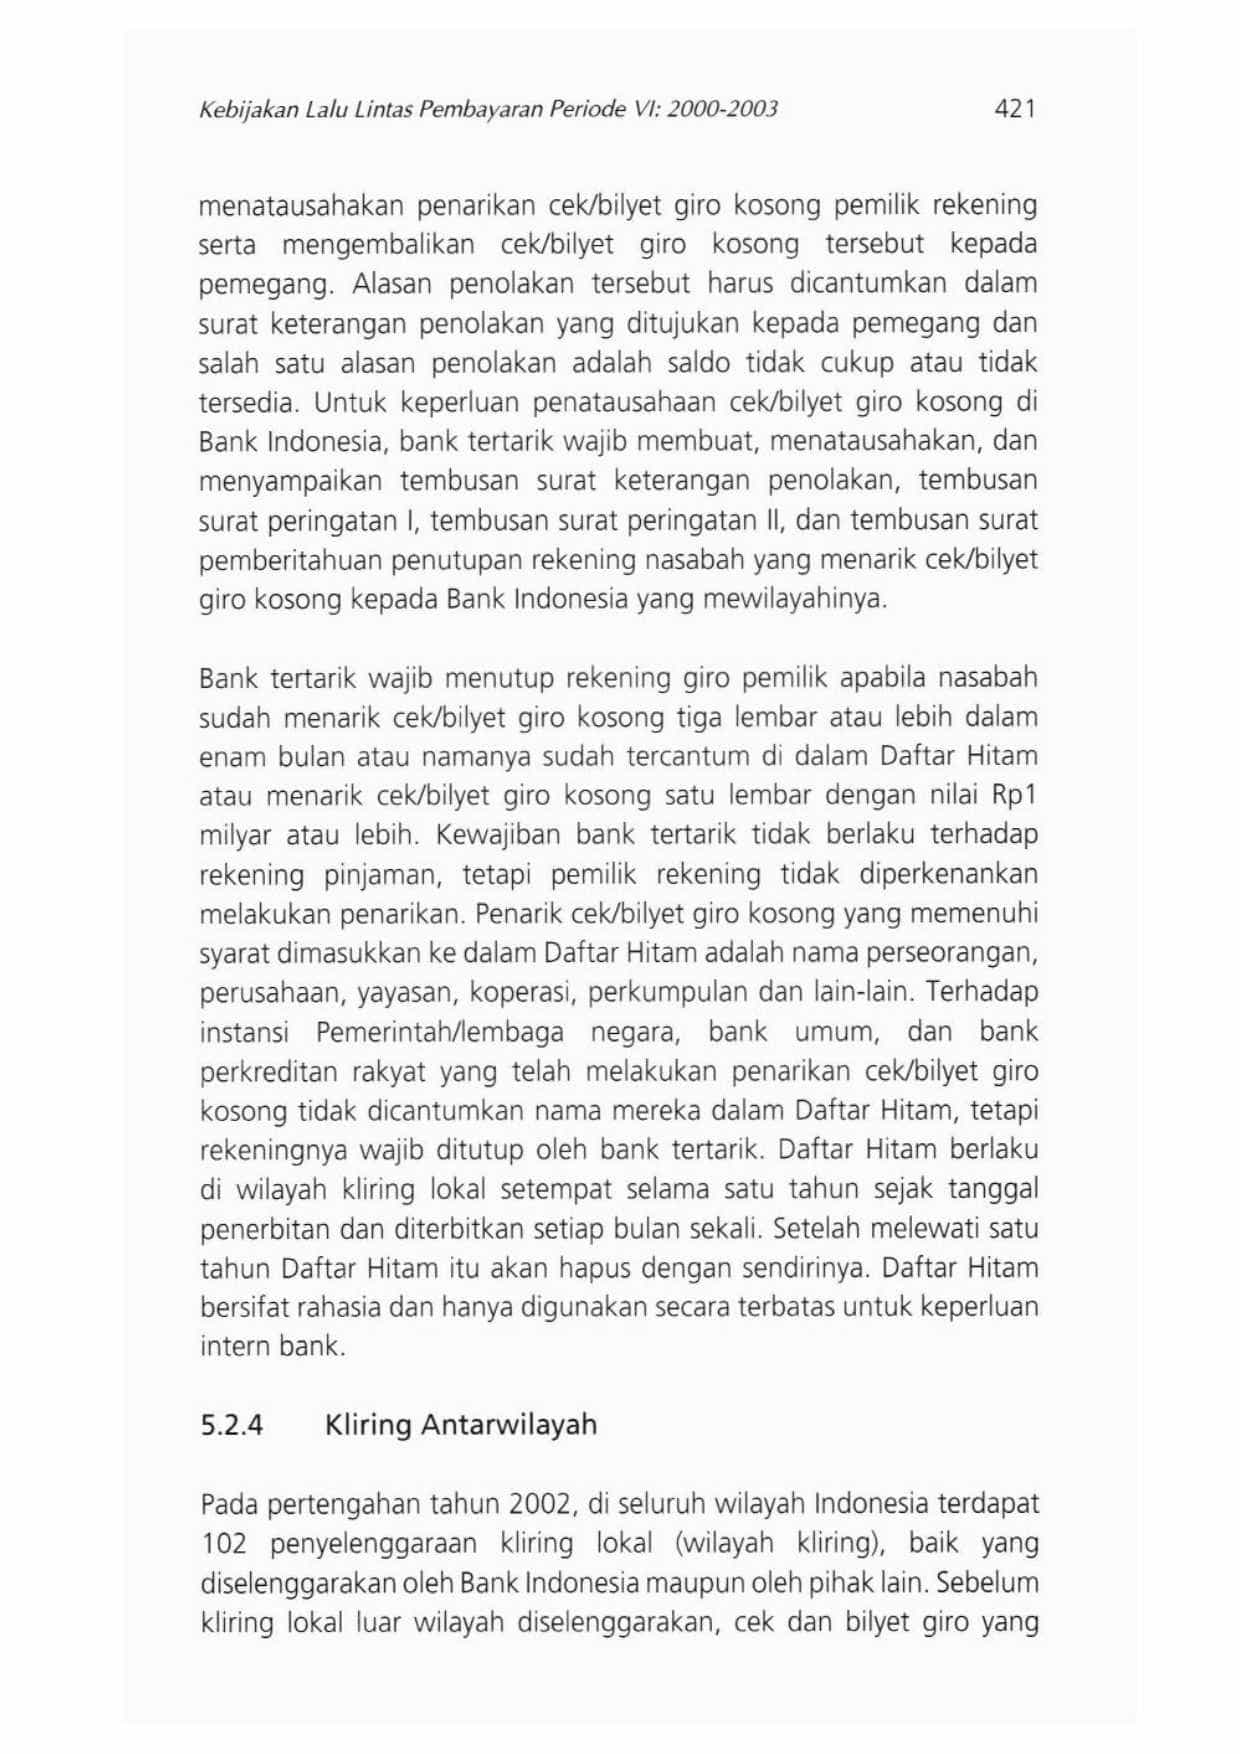 Kebijakan Lalu Lintas Pembayaran Periode VI: 2000-2003 421
menatausahakan penarikan cek/bilyet giro kosong pemilik rekening
serta mengembalikan cek/bilyet giro kosong tersebut kepada
pemegang. Alasan penolakan tersebut harus dicantumkan dalam
surat keterangan penolakan yang ditujukan kepada pemegang dan
salah satu alasan penolakan adalah saldo tidak cukup atau tidak
tersedia. Untuk keperluan penatausahaan cek/bilyet giro kosong di
Bank Indonesia, bank tertarik wajib membuat, menatausahakan, dan
menyampaikan tembusan surat keterangan penolakan, tembusan
surat peringatan I, tembusan surat peringatan II, dan tembusan surat
pemberitahuan penutupan rekening nasabah yang menarik cek/bilyet
giro kosong kepada Bank Indonesia yang mewilayahinya.
Bank tertarik wajib menutup rekening giro pemilik apabila nasabah
sudah menarik cek/bilyet giro kosong tiga lembar atau lebih dalam
enam bulan atau namanya sudah tercantum di dalam Daftar Hitam
atau menarik cek/bilyet giro kosong satu lembar dengan nilai Rp1
milyar atau lebih. Kewajiban bank tertarik tidak berlaku terhadap
rekening pinjaman, tetapi pemilik rekening tidak diperkenankan
melakukan penarikan. Penarik cek/bilyet giro kosong yang memenuhi
syarat dimasukkan ke dalam Daftar Hitam adalah nama perseorangan,
perusahaan, yayasan, koperasi, perkumpulan dan lain-lain. Terhadap
instansi Pemerintah/lembaga negara, bank umum, dan bank
perkreditan rakyat yang telah melakukan penarikan cek/bilyet giro
kosong tidak dicantumkan nama mereka dalam Daftar Hitam, tetapi
rekeningnya wajib ditutup oleh bank tertarik. Daftar Hitam berlaku
di wilayah kliring lokal setempat selama satu tahun sejak tanggal
penerbitan dan diterbitkan setiap bulan sekali. Setelah melewati satu
tahun Daftar Hitam itu akan hapus dengan sendirinya. Daftar Hitam
bersifat rahasia dan hanya digunakan secara terbatas untuk keperluan
intern bank.
5.2.4 Kliring Antarwilayah
Pada pertengahan tahun 2002, di seluruh wilayah Indonesia terdapat
102 penyelenggaraan kliring lokal (wilayah kliring), baik yang
diselenggarakan oleh Bank Indonesia maupun oleh pihak lain. Sebelum
kliring lokal luar wilayah diselenggarakan, cek dan bilyet giro yang